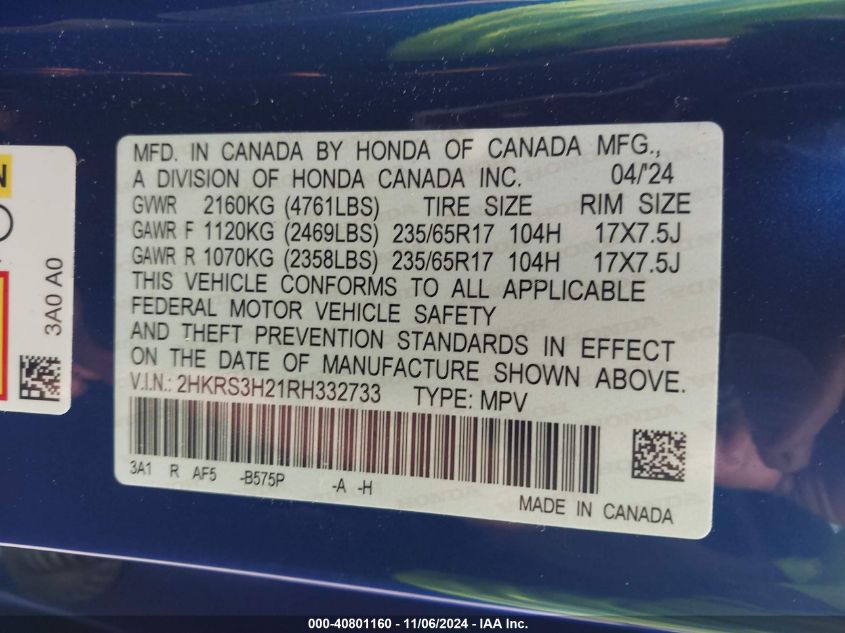 MFD. IN CANADA BY HONDA OF CANADA MFG.,
A DIVISION OF HONDA CANADA INC. 04/'24
GVWR 2160KG (4761LBS) TIRE SIZE RIM SIZE
GAWR F 1120KG (2469LBS) 235/65R17 104H 17X7.5J
GAWR R 1070KG (2358LBS) 235/65R17 104H 17X7.5J
THIS VEHICLE CONFORMS TO ALL APPLICABLE
FEDERAL MOTOR VEHICLE SAFETY
AND THEFT PREVENTION STANDARDS IN EFFECT
ON THE DATE OF MANUFACTURE SHOWN ABOVE.
V.I.N.: 2HKRS3H21RH332733 TYPE: MPV
3A1 R AF5 -B575P -A -H
MADE IN CANADA
N
3A0 A0
000-40801160 - 11/06/2024 - IAA Inc.